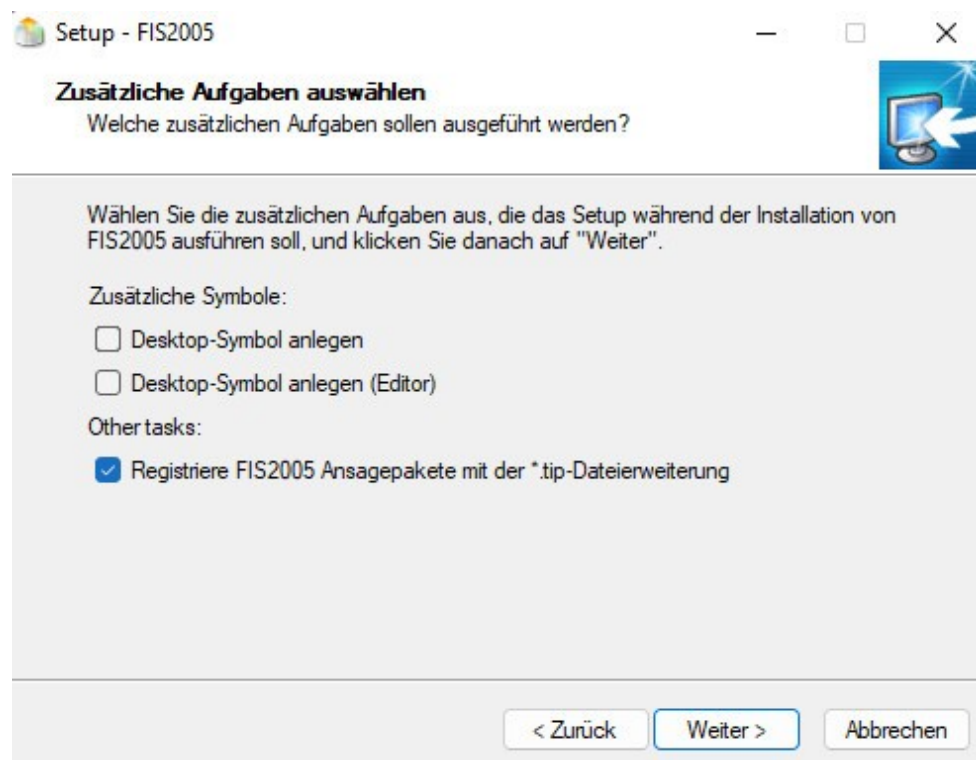 Setup - FIS2005
Zusätzliche Aufgaben auswählen
Welche zusätzlichen Aufgaben sollen ausgeführt werden?
Wählen Sie die zusätzlichen Aufgaben aus, die das Setup während der Installation von
FIS2005 ausführen soll, und klicken Sie danach auf "Weiter".
Zusätzliche Symbole:
Desktop-Symbol anlegen
Desktop-Symbol anlegen (Editor)
Other tasks:
Registriere FIS2005 Ansagepakete mit der *.tip-Dateierweiterung
< Zurück Weiter > Abbrechen